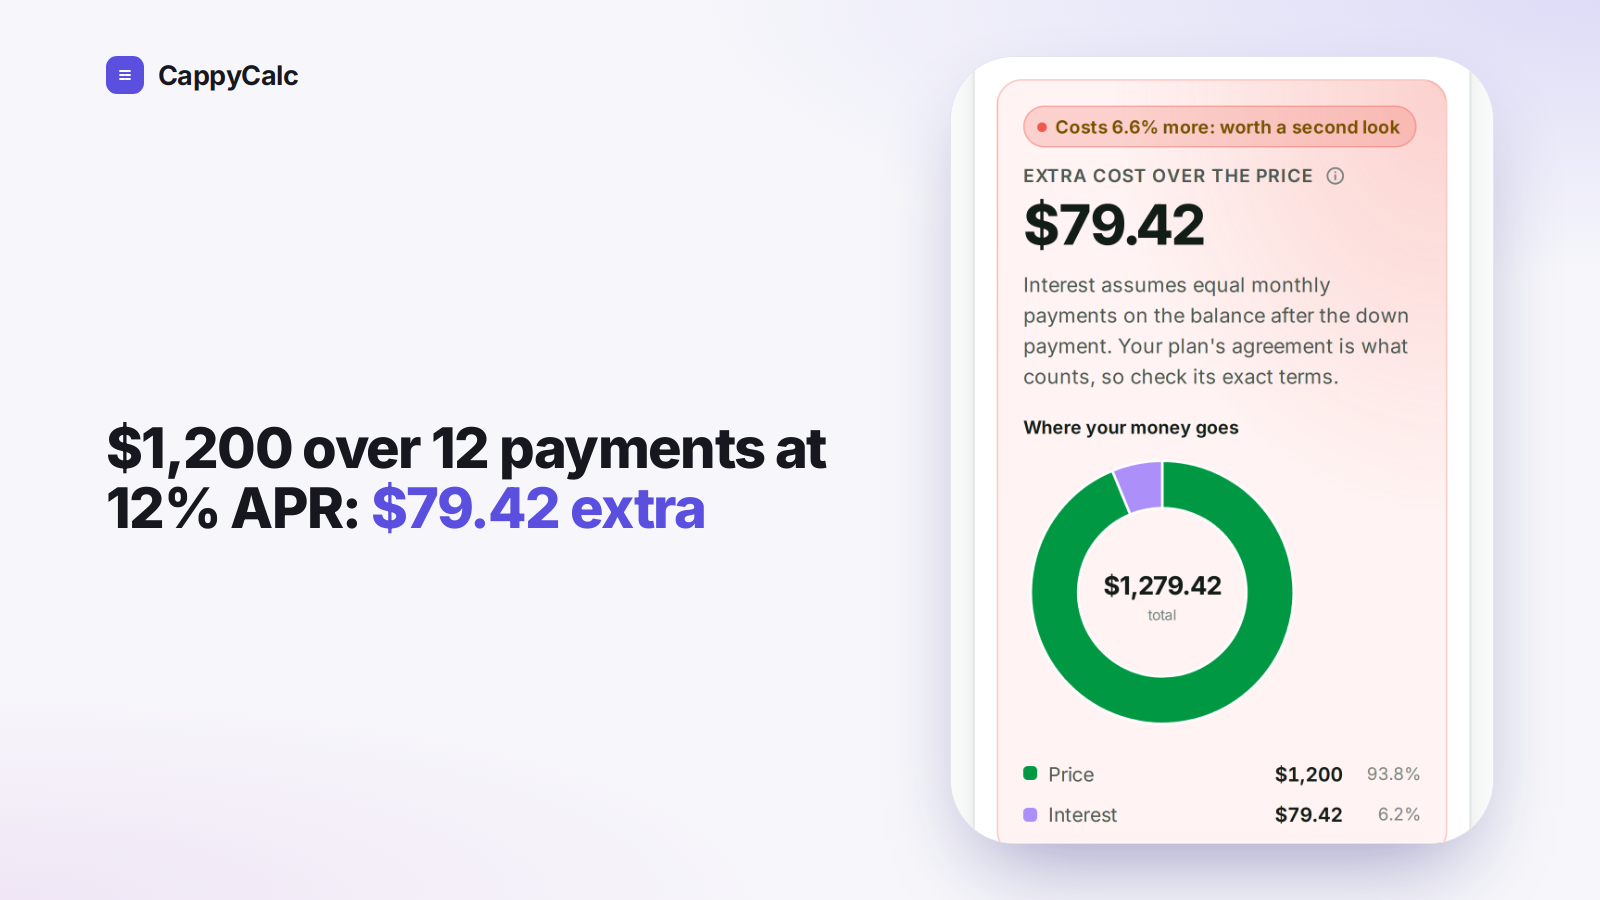 CappyCalc
$1,200 over 12 payments at
12% APR: $79.42 extra
Costs 6.6% more: worth a second look
EXTRA COST OVER THE PRICE
$79.42
Interest assumes equal monthly
payments on the balance after the down
payment. Your plan's agreement is what
counts, so check its exact terms.
Where your money goes
$1,279.42
total
Price $1,200 93.8%
Interest $79.42 6.2%